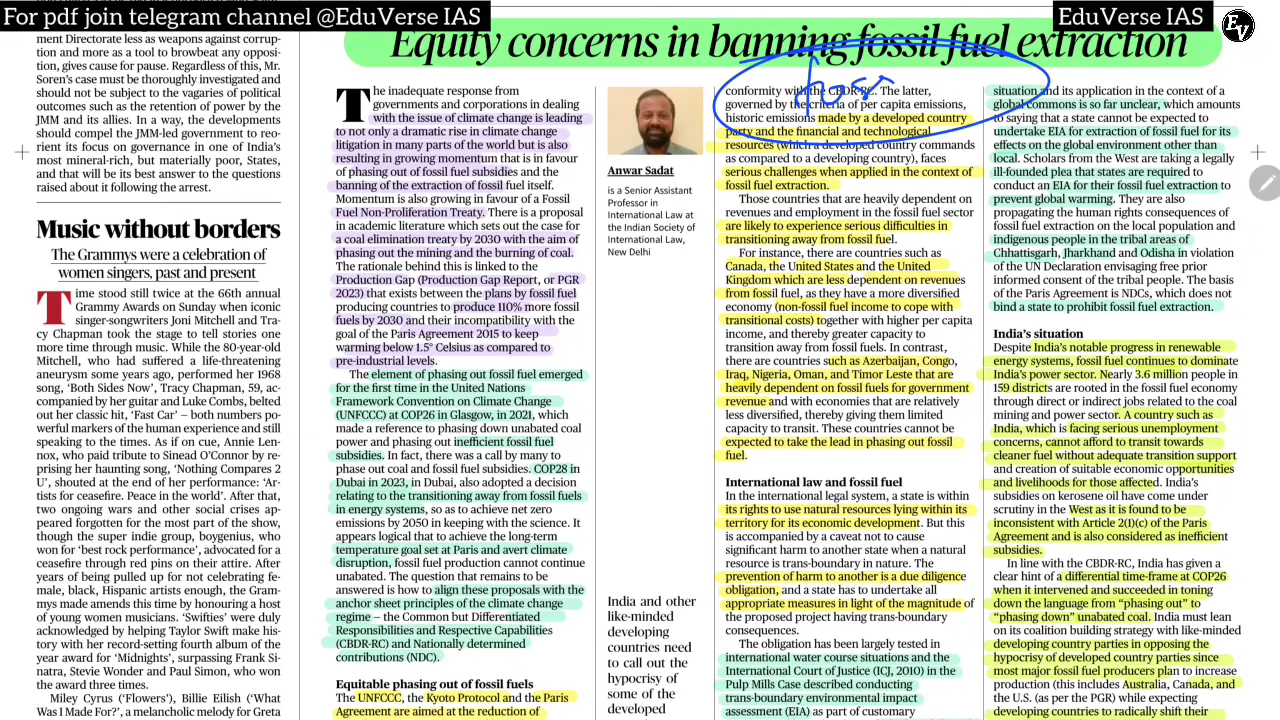 For pdf join telegram channel @EduVerse IAS
EduVerse IAS
EV
ment Directorate less as weapons against corrup-
tion and more as a tool to browbeat any opposi-
tion, gives cause for pause. Regardless of this, Mr.
Soren's case must be thoroughly investigated and
should not be subject to the vagaries of political
outcomes such as the retention of power by the
JMM and its allies. In a way, the developments
should compel the JMM-led government to reo-
rient its focus on governance in one of India's
most mineral-rich, but materially poor, States,
and that will be its best answer to the questions
raised about it following the arrest.
Music without borders
The Grammys were a celebration of
women singers, past and present
Time stood still twice at the 66th annual
Grammy Awards on Sunday when iconic
singer-songwriters Joni Mitchell and Tra-
cy Chapman took the stage to tell stories one
more time through music. While the 80-year-old
Mitchell, who had suffered a life-threatening
aneurysm some years ago, performed her 1968
song, 'Both Sides Now', Tracy Chapman, 59, ac-
companied by her guitar and Luke Combs, belted
out her classic hit, 'Fast Car' – both numbers po-
werful markers of the human experience and still
speaking to the times. As if on cue, Annie Len-
nox, who paid tribute to Sinead O'Connor by re-
prising her haunting song, 'Nothing Compares 2
U', shouted at the end of her performance: 'Ar-
tists for ceasefire. Peace in the world'. After that,
two ongoing wars and other social crises ap-
peared forgotten for the most part of the show,
though the super indie group, boygenius, who
won for 'best rock performance', advocated for a
ceasefire through red pins on their attire. After
years of being pulled up for not celebrating fe-
male, black, Hispanic artists enough, the Gram-
mys made amends this time by honouring a host
of young women musicians. 'Swifties' were duly
acknowledged by helping Taylor Swift make his-
tory with her record-setting fourth album of the
year award for 'Midnights', surpassing Frank Si-
natra, Stevie Wonder and Paul Simon, who won
the award three times.
Miley Cyrus ('Flowers'), Billie Eilish ('What
Was I Made For?', a melancholic melody for Greta
Equity concerns in banning fossil fuel extraction
The inadequate response from
governments and corporations in dealing
with the issue of climate change is leading
to not only a dramatic rise in climate change
litigation in many parts of the world but is also
resulting in growing momentum that is in favour
of phasing out of fossil fuel subsidies and the
banning of the extraction of fossil fuel itself.
Momentum is also growing in favour of a Fossil
Fuel Non-Proliferation Treaty. There is a proposal
in academic literature which sets out the case for
a coal elimination treaty by 2030 with the aim of
phasing out the mining and the burning of coal.
The rationale behind this is linked to the
Production Gap (Production Gap Report, or PGR
2023) that exists between the plans by fossil fuel
producing countries to produce 110% more fossil
fuels by 2030 and their incompatibility with the
goal of the Paris Agreement 2015 to keep
warming below 1.5° Celsius as compared to
pre-industrial levels.
The element of phasing out fossil fuel emerged
for the first time in the United Nations
Framework Convention on Climate Change
(UNFCCC) at COP26 in Glasgow, in 2021, which
made a reference to phasing down unabated coal
power and phasing out inefficient fossil fuel
subsidies. In fact, there was a call by many to
phase out coal and fossil fuel subsidies. COP28 in
Dubai in 2023, in Dubai, also adopted a decision
relating to the transitioning away from fossil fuels
in energy systems, so as to achieve net zero
emissions by 2050 in keeping with the science. It
appears logical that to achieve the long-term
temperature goal set at Paris and avert climate
disruption, fossil fuel production cannot continue
unabated. The question that remains to be
answered is how to align these proposals with the
anchor sheet principles of the climate change
regime – the Common but Differentiated
Responsibilities and Respective Capabilities
(CBDR-RC) and Nationally determined
contributions (NDC).
Equitable phasing out of fossil fuels
The UNFCCC, the Kyoto Protocol and the Paris
Agreement are aimed at the reduction of
Anwar Sadat
is a Senior Assistant
Professor in
International Law at
the Indian Society of
International Law,
New Delhi
India and other
like-minded
developing
countries need
to call out the
hypocrisy of
some of the
developed
conformity with the CBDR-RC. The latter,
governed by the criteria of per capita emissions,
historic emissions made by a developed country
party and the financial and technological
resources (which a developed country commands
as compared to a developing country), faces
serious challenges when applied in the context of
fossil fuel extraction.
Those countries that are heavily dependent on
revenues and employment in the fossil fuel sector
are likely to experience serious difficulties in
transitioning away from fossil fuel.
For instance, there are countries such as
Canada, the United States and the United
Kingdom which are less dependent on revenues
from fossil fuel, as they have a more diversified
economy (non-fossil fuel income to cope with
transitional costs) together with higher per capita
income, and thereby greater capacity to
transition away from fossil fuels. In contrast,
there are countries such as Azerbaijan, Congo,
Iraq, Nigeria, Oman, and Timor Leste that are
heavily dependent on fossil fuels for government
revenue and with economies that are relatively
less diversified, thereby giving them limited
capacity to transit. These countries cannot be
expected to take the lead in phasing out fossil
fuel.
International law and fossil fuel
In the international legal system, a state is within
its rights to use natural resources lying within its
territory for its economic development. But this
is accompanied by a caveat not to cause
significant harm to another state when a natural
resource is trans-boundary in nature. The
prevention of harm to another is a due diligence
obligation, and a state has to undertake all
appropriate measures in light of the magnitude of
the proposed project having trans-boundary
consequences.
The obligation has been largely tested in
international water course situations and the
International Court of Justice (ICJ, 2010) in the
Pulp Mills Case described conducting
trans-boundary environmental impact
assessment (EIA) as part of customary
situation and its application in the context of a
global commons is so far unclear, which amounts
to saying that a state cannot be expected to
undertake EIA for extraction of fossil fuel for its
effects on the global environment other than
local. Scholars from the West are taking a legally
ill-founded plea that states are required to
conduct an EIA for their fossil fuel extraction to
prevent global warming. They are also
propagating the human rights consequences of
fossil fuel extraction on the local population and
indigenous people in the tribal areas of
Chhattisgarh, Jharkhand and Odisha in violation
of the UN Declaration envisaging free prior
informed consent of the tribal people. The basis
of the Paris Agreement is NDCs, which does not
bind a state to prohibit fossil fuel extraction.
India's situation
Despite India's notable progress in renewable
energy systems, fossil fuel continues to dominate
India's power sector. Nearly 3.6 million people in
159 districts are rooted in the fossil fuel economy
through direct or indirect jobs related to the coal
mining and power sector. A country such as
India, which is facing serious unemployment
concerns, cannot afford to transit towards
cleaner fuel without adequate transition support
and creation of suitable economic opportunities
and livelihoods for those affected. India's
subsidies on kerosene oil have come under
scrutiny in the West as it is found to be
inconsistent with Article 2(1)(c) of the Paris
Agreement and is also considered as inefficient
subsidies.
In line with the CBDR-RC, India has given a
clear hint of a differential time-frame at COP26
when it intervened and succeeded in toning
down the language from "phasing out" to
"phasing down" unabated coal. India must lean
on its coalition building strategy with like-minded
developing country parties in opposing the
hypocrisy of developed country parties since
most major fossil fuel producers plan to increase
production (this includes Australia, Canada, and
the U.S. (as per the PGR) while expecting
developing countries to radically shift their